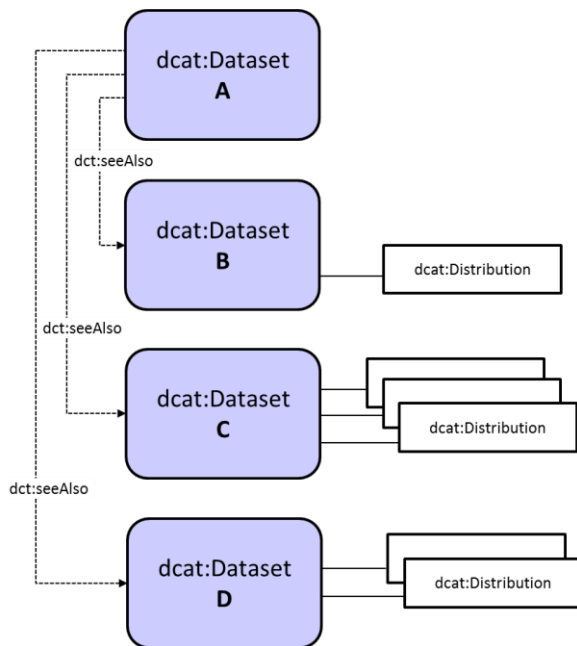 dcat:Dataset
A
dct:seeAlso
dcat:Dataset
B
dcat:Distribution
dct:seeAlso
dcat:Dataset
C
dcat:Distribution
dct:seeAlso
dcat:Dataset
D
dcat:Distribution